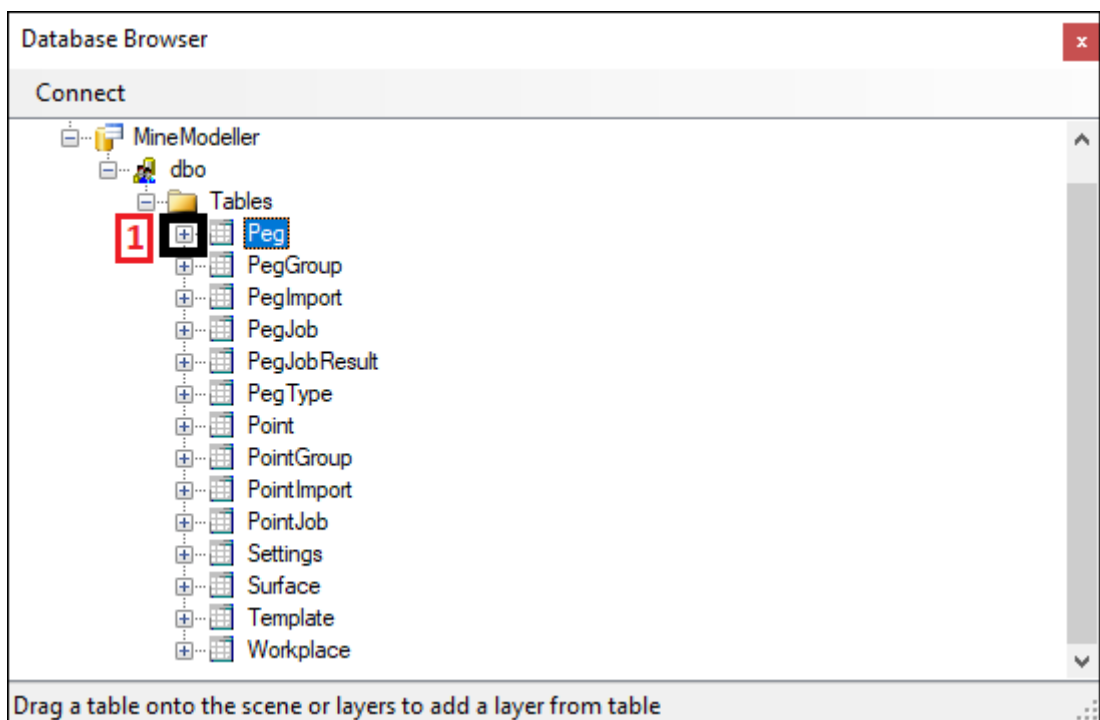 Database Browser
x
Connect
MineModeller
dbo
Tables
1
Peg
PegGroup
PegImport
PegJob
PegJobResult
PegType
Point
PointGroup
PointImport
PointJob
Settings
Surface
Template
Workplace
Drag a table onto the scene or layers to add a layer from table